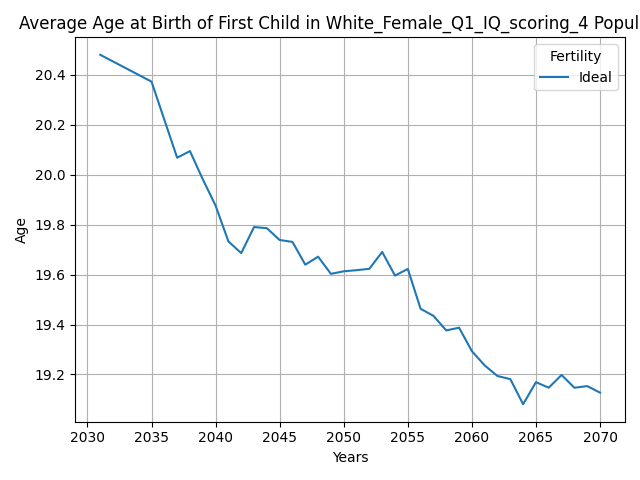 Average Age at Birth of First Child in White_Female_Q1_IQ_scoring_4 Popul
Fertility
Ideal
Age
20.4
20.2
20.0
19.8
19.6
19.4
19.2
2030 2035 2040 2045 2050 2055 2060 2065 2070
Years